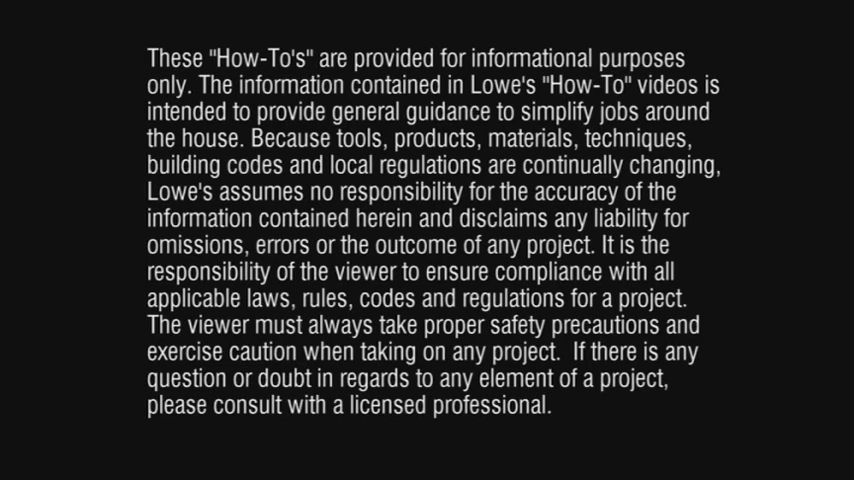 These "How-To's" are provided for informational purposes
only. The information contained in Lowe's "How-To" videos is
intended to provide general guidance to simplify jobs around
the house. Because tools, products, materials, techniques,
building codes and local regulations are continually changing,
Lowe's assumes no responsibility for the accuracy of the
information contained herein and disclaims any liability for
omissions, errors or the outcome of any project. It is the
responsibility of the viewer to ensure compliance with all
applicable laws, rules, codes and regulations for a project.
The viewer must always take proper safety precautions and
exercise caution when taking on any project.  If there is any
question or doubt in regards to any element of a project,
please consult with a licensed professional.